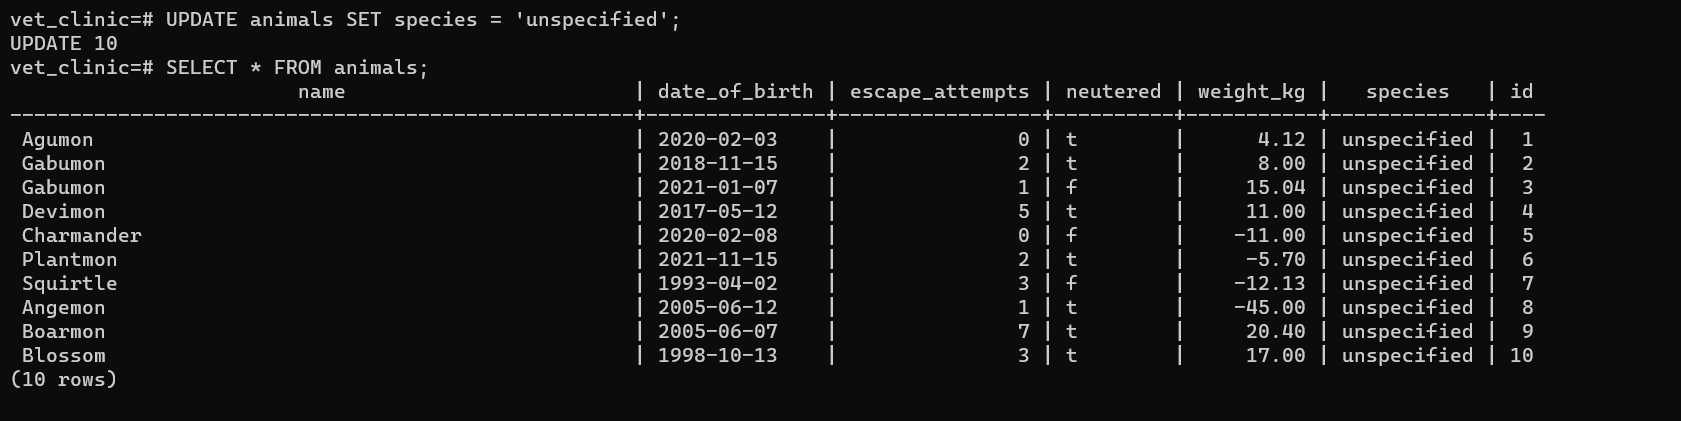 vet_clinic=# UPDATE animals SET species = 'unspecified';
UPDATE 10
vet_clinic=# SELECT * FROM animals;
                        name                        | date_of_birth | escape_attempts | neutered | weight_kg |   species   | id
----------------------------------------------------+---------------+-----------------+----------+-----------+-------------+----
 Agumon                                             | 2020-02-03    |               0 | t        |      4.12 | unspecified |  1
 Gabumon                                            | 2018-11-15    |               2 | t        |      8.00 | unspecified |  2
 Gabumon                                            | 2021-01-07    |               1 | f        |     15.04 | unspecified |  3
 Devimon                                            | 2017-05-12    |               5 | t        |     11.00 | unspecified |  4
 Charmander                                         | 2020-02-08    |               0 | f        |    -11.00 | unspecified |  5
 Plantmon                                           | 2021-11-15    |               2 | t        |     -5.70 | unspecified |  6
 Squirtle                                           | 1993-04-02    |               3 | f        |    -12.13 | unspecified |  7
 Angemon                                            | 2005-06-12    |               1 | t        |    -45.00 | unspecified |  8
 Boarmon                                            | 2005-06-07    |               7 | t        |     20.40 | unspecified |  9
 Blossom                                            | 1998-10-13    |               3 | t        |     17.00 | unspecified | 10
(10 rows)